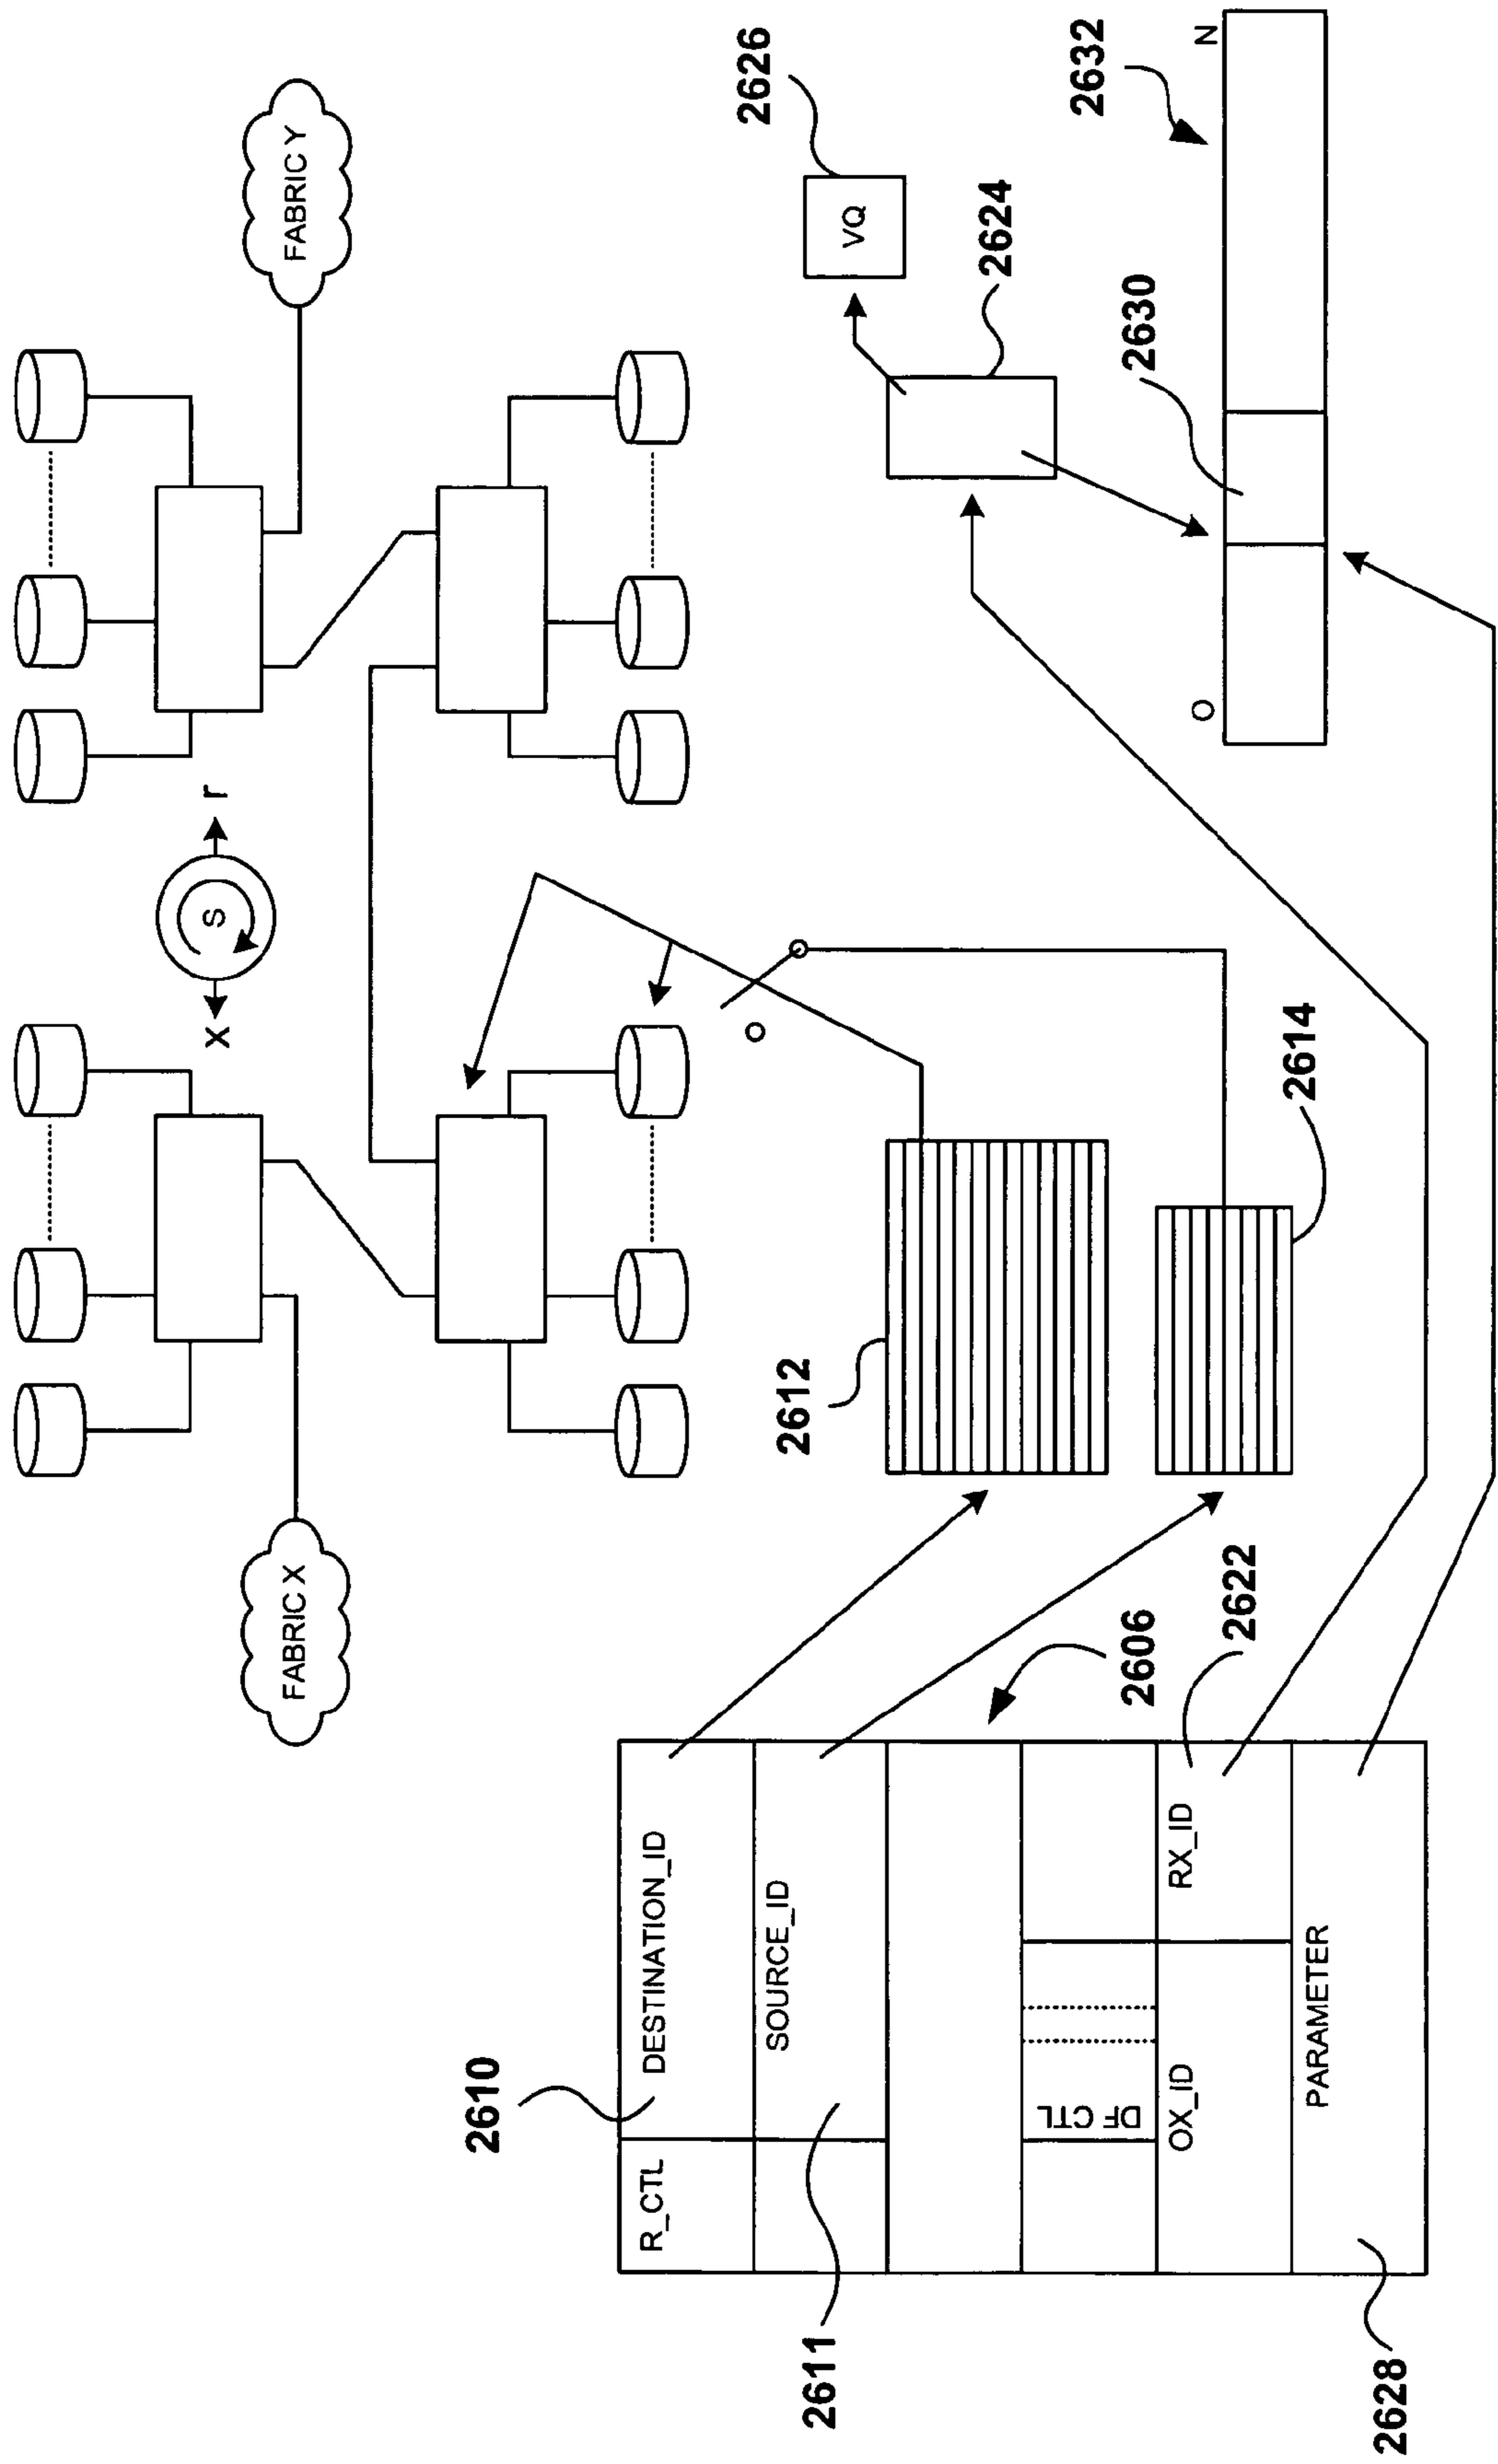 X S r
FABRIC X
FABRIC Y
2610
R_CTL
DESTINATION_ID
2626
SOURCE_ID
2612
2611
VQ
2624
DF CTL
2632
2606
2630
OX_ID
RX_ID
O
N
2622
2614
PARAMETER
2628